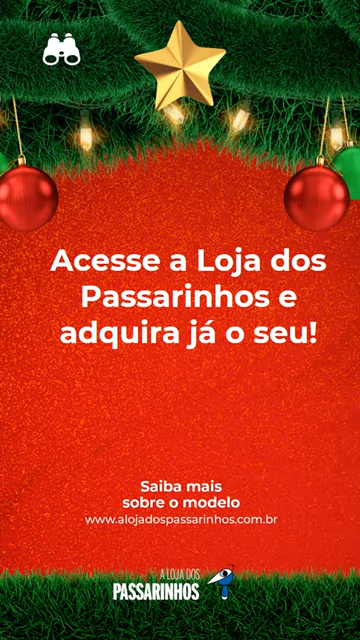 Acesse a Loja dos
Passarinhos e
adquira já o seu!
Saiba mais
sobre o modelo
www.alojadospassarinhos.com.br
A LOJA DOS
PASSARINHOS